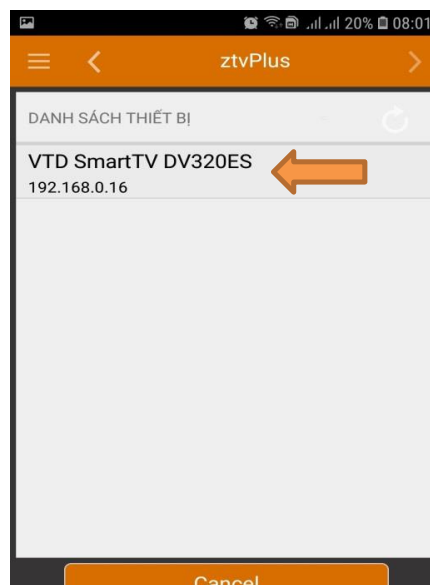 20% 08:01
ztvPlus
DANH SÁCH THIẾT BỊ
VTD SmartTV DV320ES
192.168.0.16
Cancel